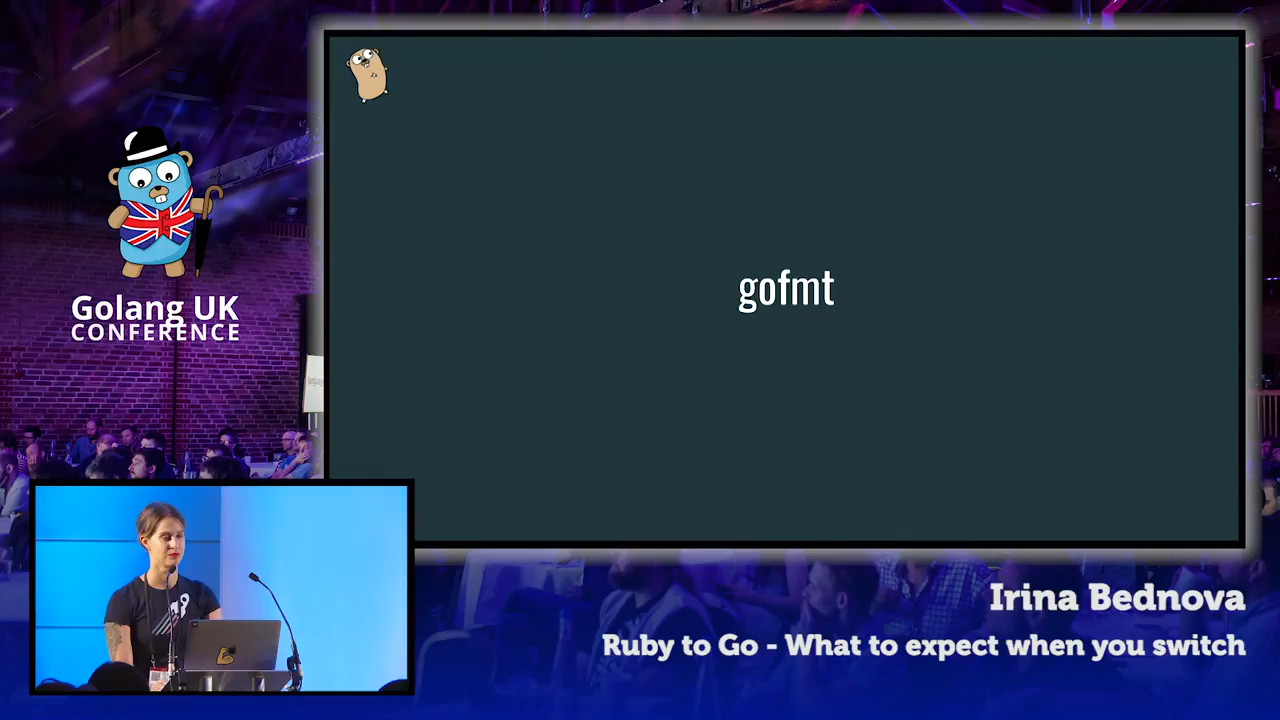 gofmt
Golang UK
CONFERENCE
Irina Bednova
Ruby to Go - What to expect when you switch